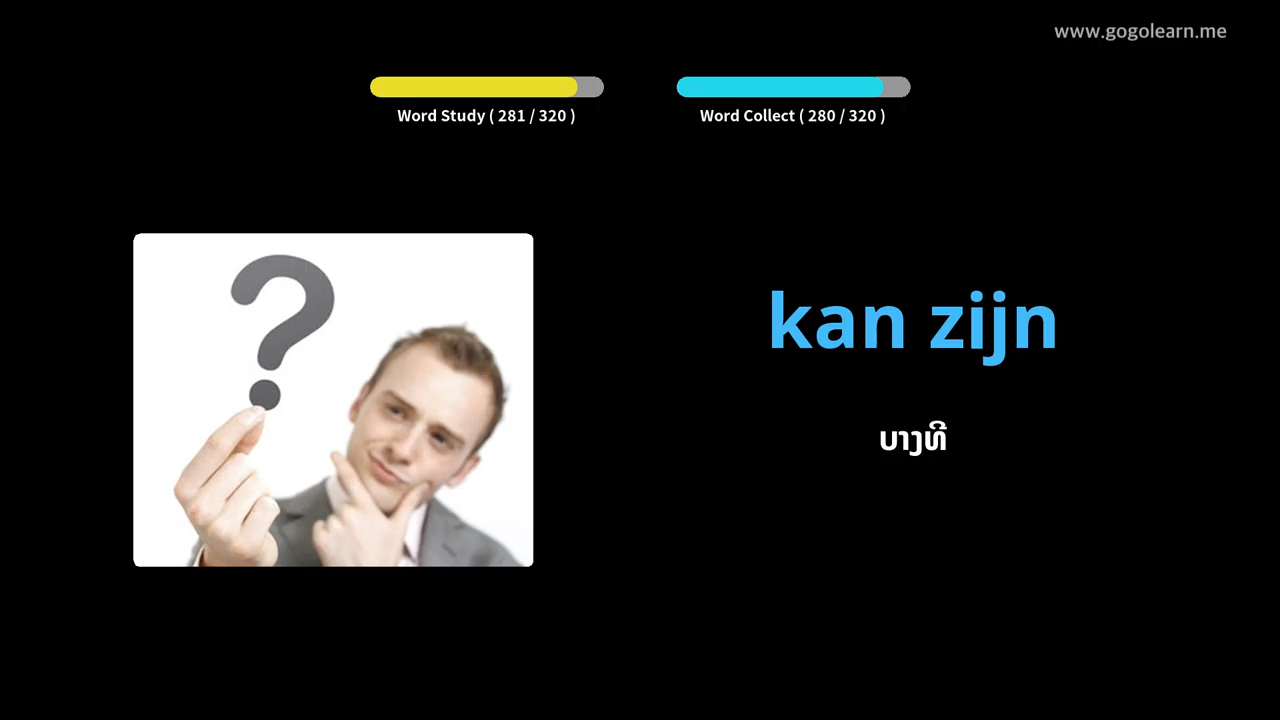 www.gogolearn.me
Word Study ( 281 / 320 )
Word Collect ( 280 / 320 )
kan zijn
ບາງທີ